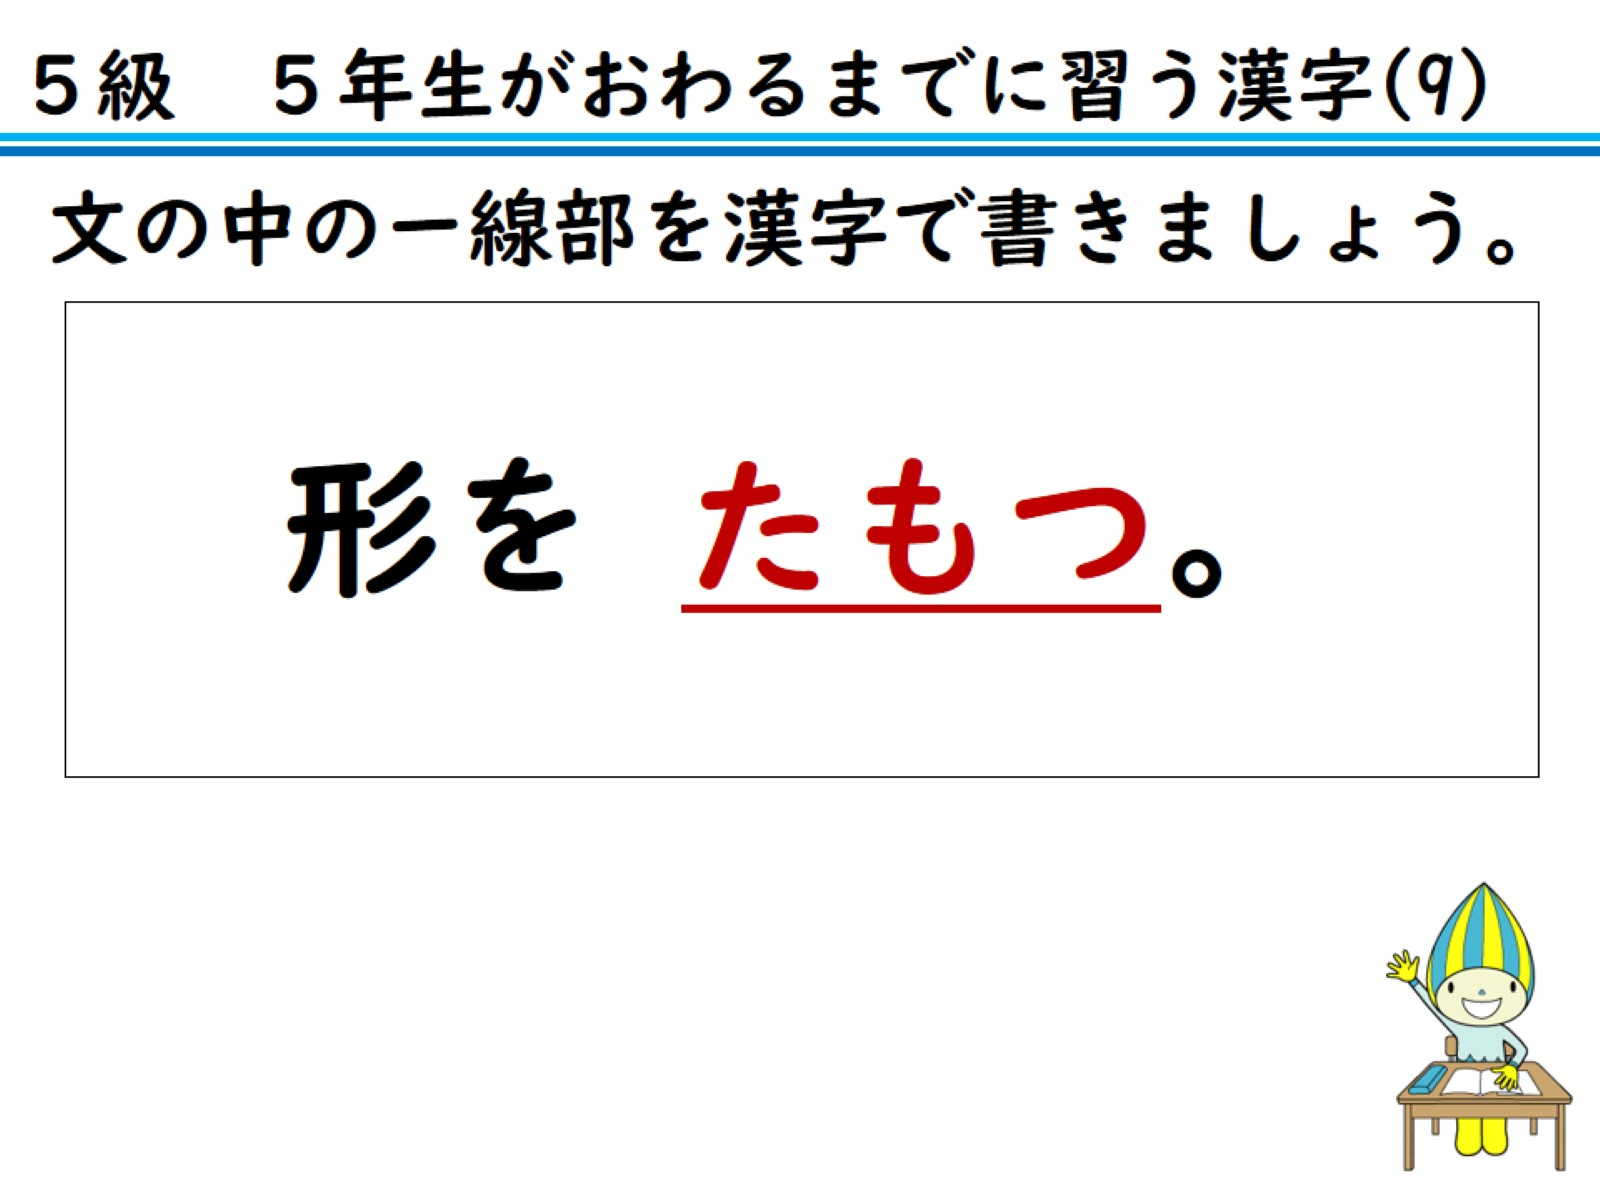 ５級　５年生がおわるまでに習う漢字(9)
文の中の一線部を漢字で書きましょう。
形を　たもつ。